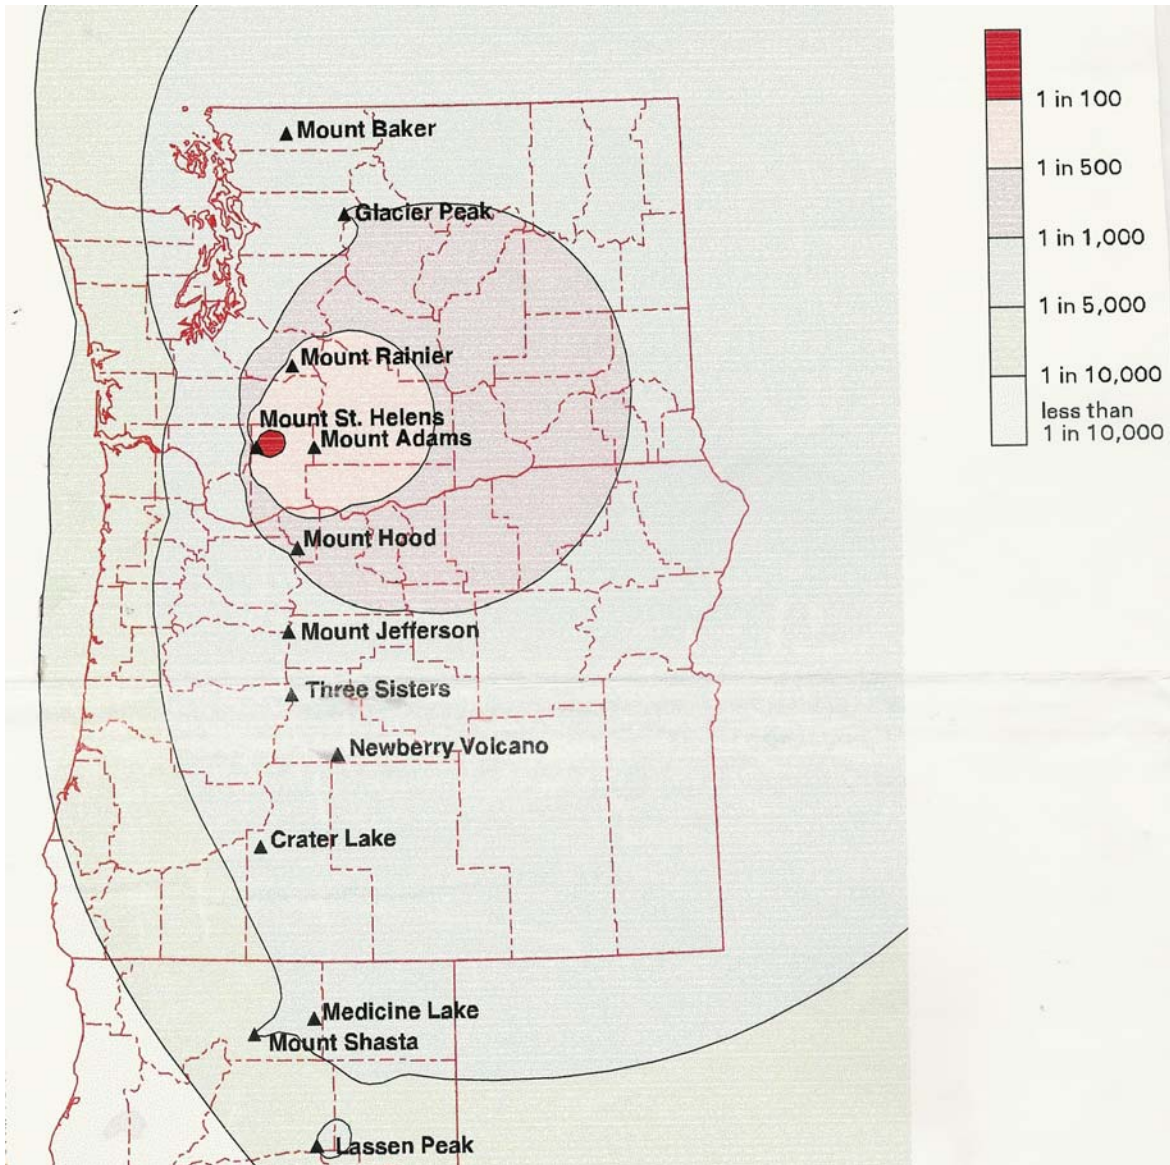 Mount Baker
1 in 100
1 in 500
Glacier Peak
1 in 1,000
1 in 5,000
Mount Rainier
1 in 10,000
less than
1 in 10,000
Mount St. Helens
Mount Adams
Mount Hood
Mount Jefferson
Three Sisters
Newberry Volcano
Crater Lake
Medicine Lake
Mount Shasta
Lassen Peak